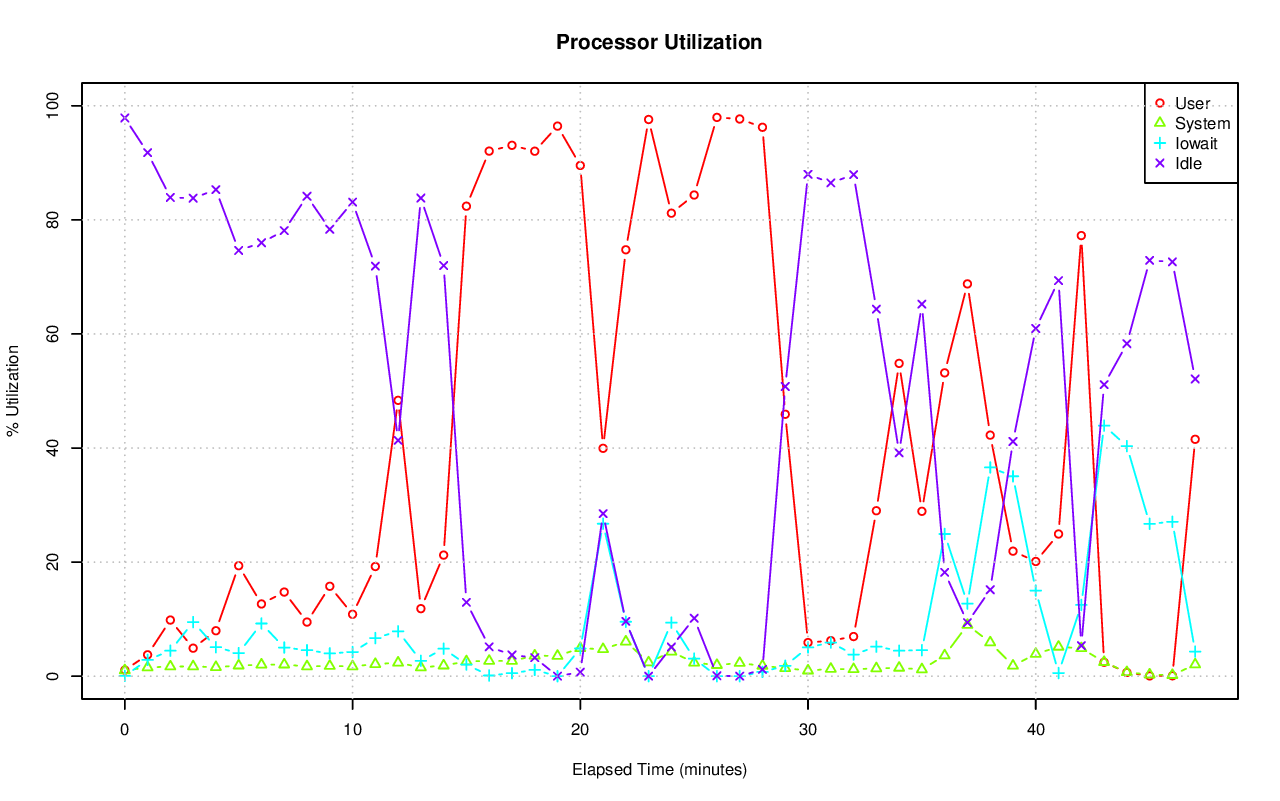 Processor Utilization
User
System
Iowait
Idle
100
80
60
40
20
0
% Utilization
0 10 20 30 40
Elapsed Time (minutes)